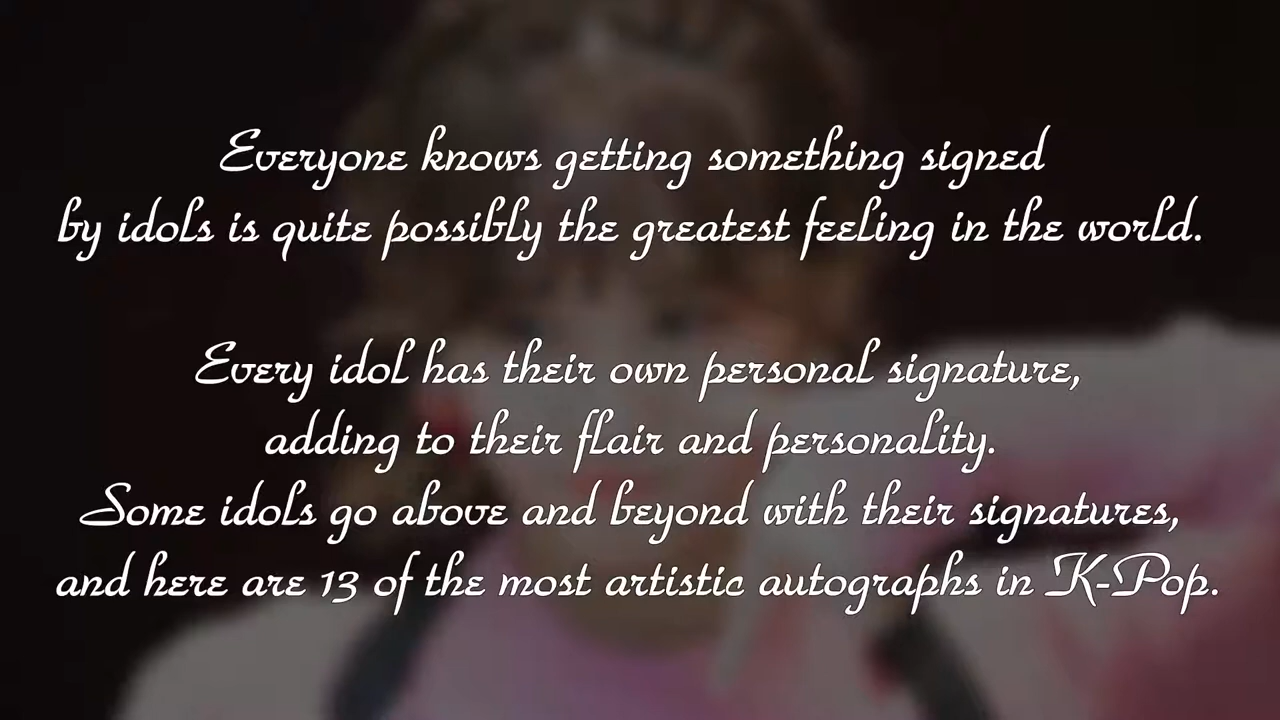 Everyone knows getting something signed
by idols is quite possibly the greatest feeling in the world.
Every idol has their own personal signature,
adding to their flair and personality.
Some idols go above and beyond with their signatures,
and here are 13 of the most artistic autographs in K-Pop.